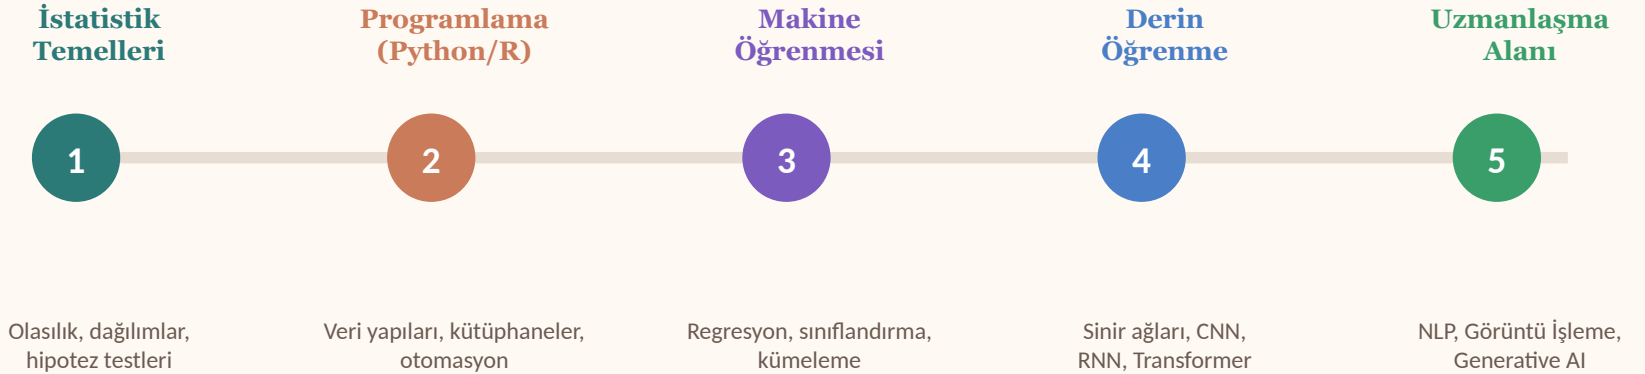 İstatistik
Temelleri
Programlama
(Python/R)
Makine
Öğrenmesi
Derin
Öğrenme
Uzmanlaşma
Alanı
1
2
3
4
5
Olasılık, dağılımlar,
hipotez testleri
Veri yapıları, kütüphaneler,
otomasyon
Regresyon, sınıflandırma,
kümeleme
Sinir ağları, CNN,
RNN, Transformer
NLP, Görüntü İşleme,
Generative AI